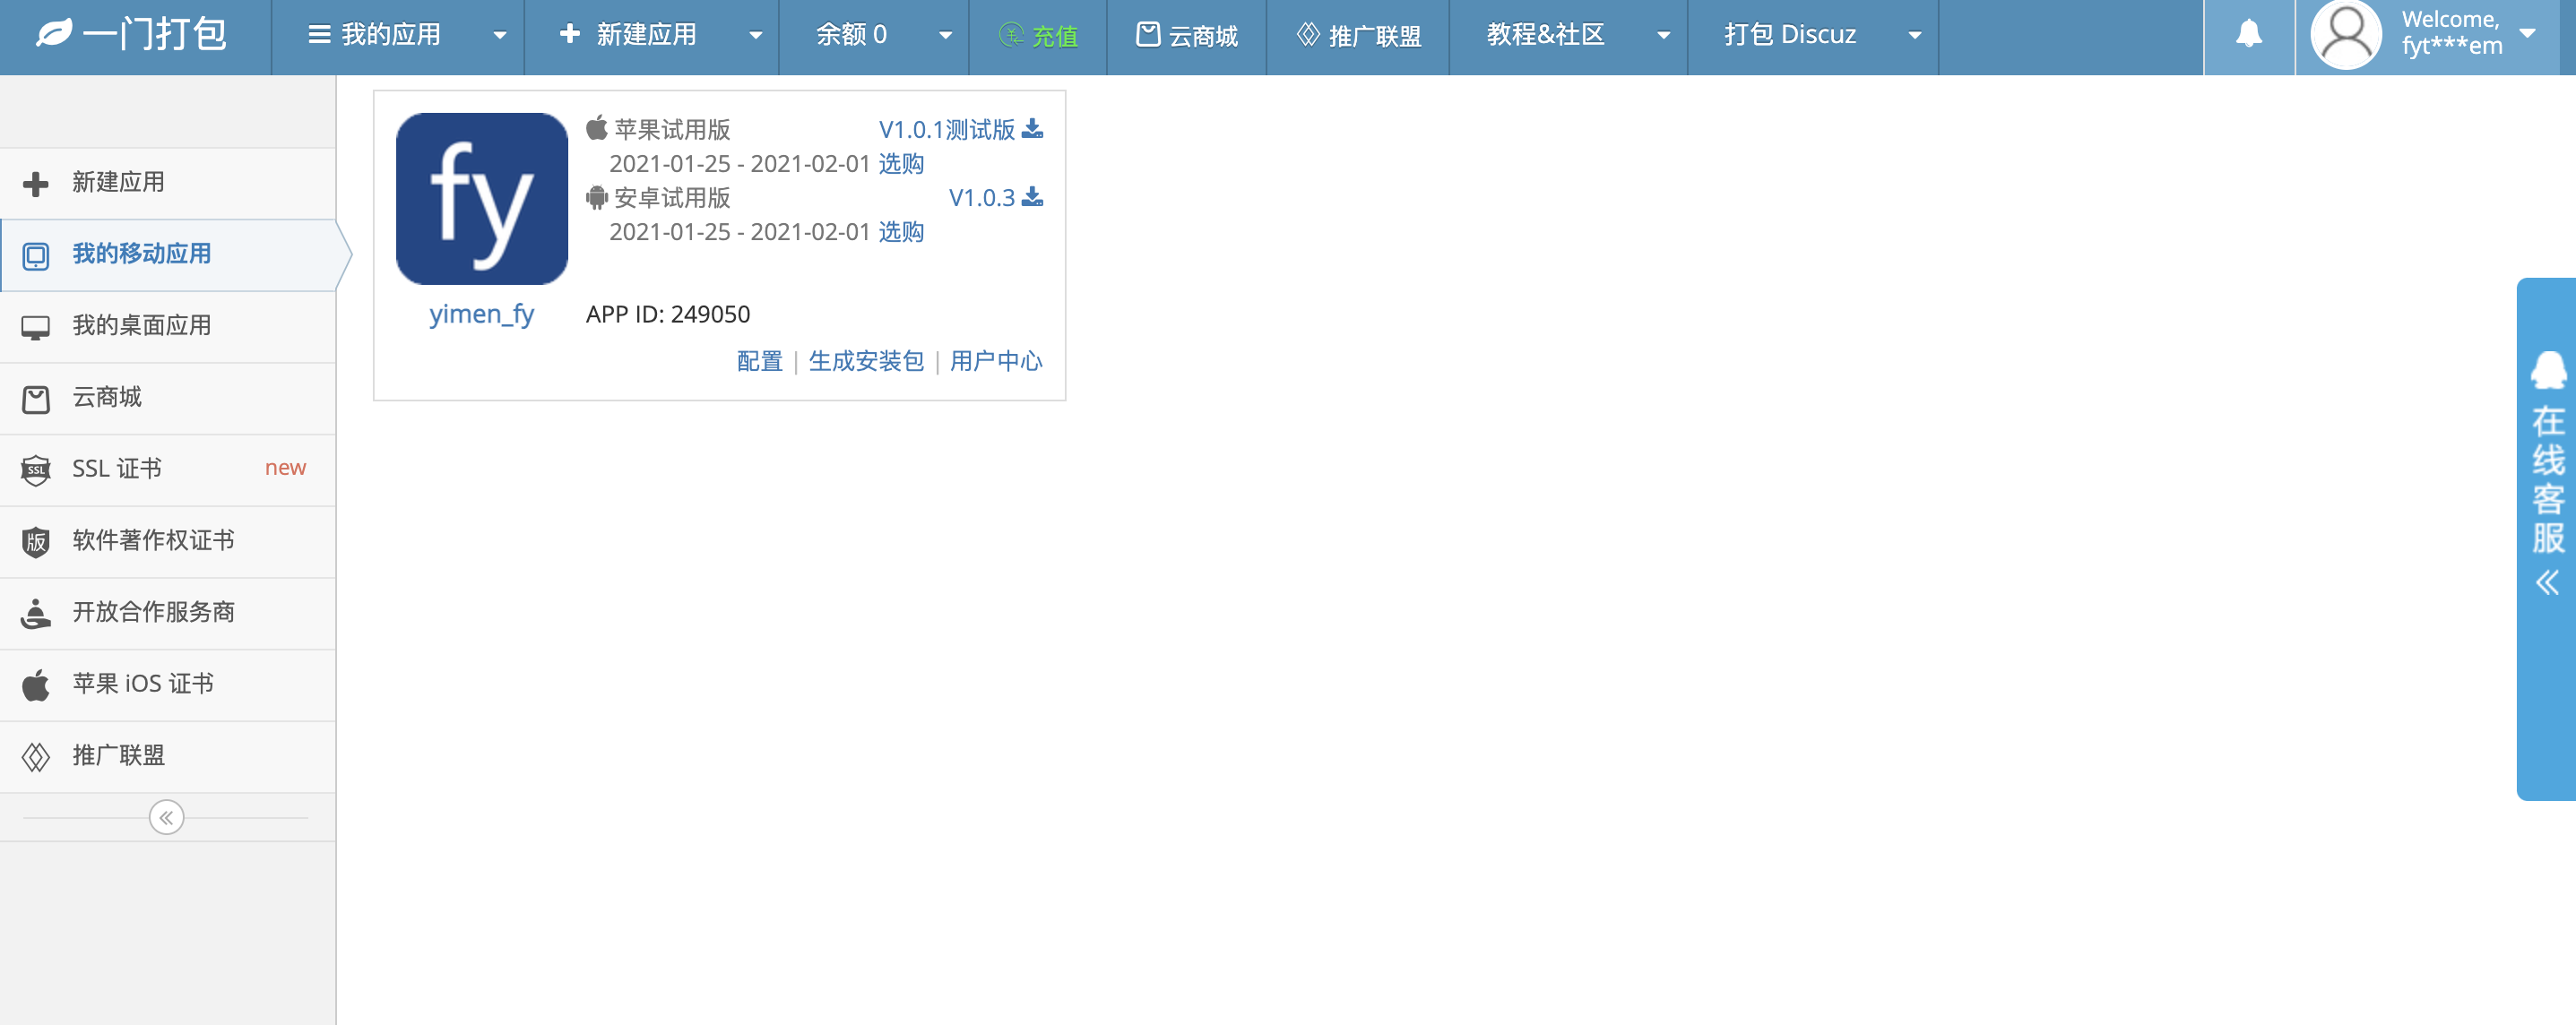 一门打包
我的应用
新建应用
余额 0
充值
云商城
推广联盟
教程&社区
打包 Discuz
Welcome,
fyt***em
新建应用
我的移动应用
我的桌面应用
云商城
SSL 证书 new
软件著作权证书
开放合作服务商
苹果 iOS 证书
推广联盟
fy
yimen_fy
苹果试用版 V1.0.1测试版
2021-01-25 - 2021-02-01 选购
安卓试用版 V1.0.3
2021-01-25 - 2021-02-01 选购
APP ID: 249050
配置 | 生成安装包 | 用户中心
在线客服